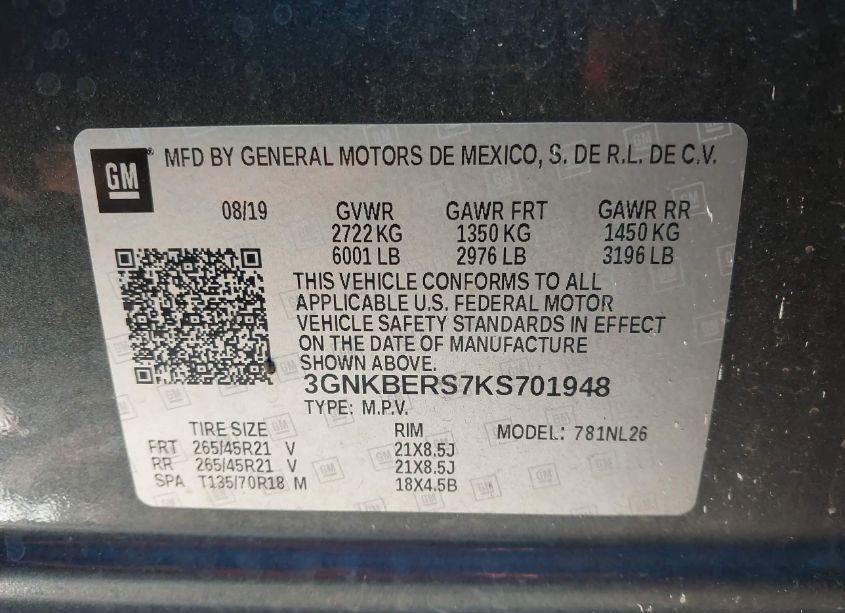 GM ® MFD BY GENERAL MOTORS DE MEXICO, S. DE R.L. DE C.V.
08/19 GVWR GAWR FRT GAWR RR
2722 KG 1350 KG 1450 KG
6001 LB 2976 LB 3196 LB
THIS VEHICLE CONFORMS TO ALL
APPLICABLE U.S. FEDERAL MOTOR
VEHICLE SAFETY STANDARDS IN EFFECT
ON THE DATE OF MANUFACTURE
SHOWN ABOVE.
3GNKBERS7KS701948
TYPE: M.P.V.
TIRE SIZE RIM MODEL: 781NL26
FRT 265/45R21 V 21X8.5J
RR 265/45R21 V 21X8.5J
SPA T135/70R18 M 18X4.5B